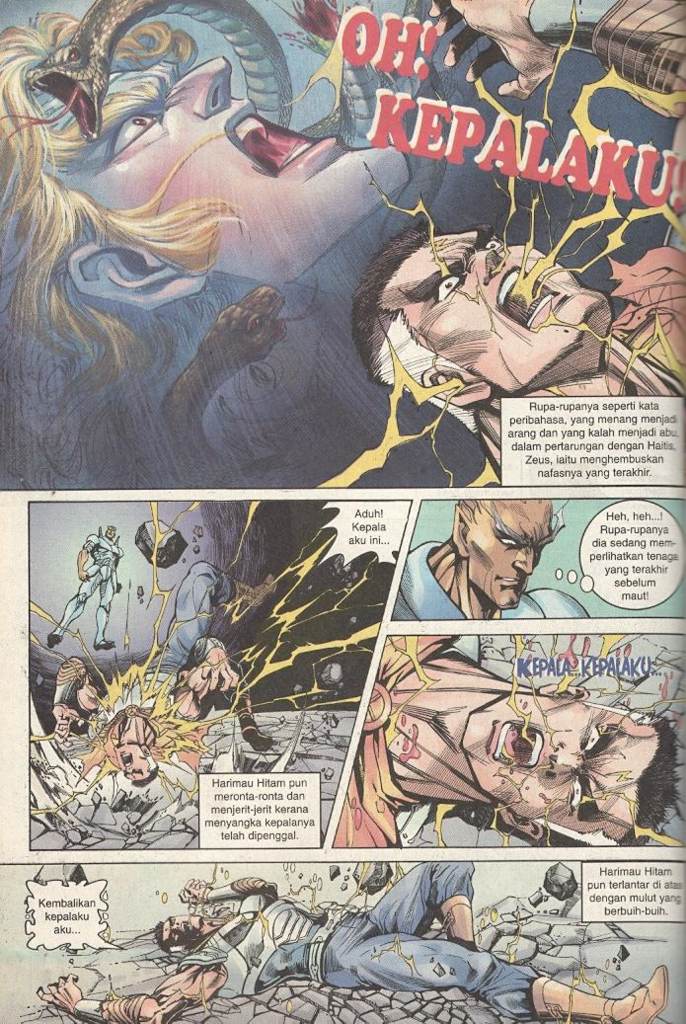 OH!
KEPALAKU!
Rupa-rupanya seperti kata
peribahasa, yang menang menjadi
arang dan yang kalah menjadi abu,
dalam pertarungan dengan Haitis,
Zeus, iaitu menghembuskan
nafasnya yang terakhir.
Aduh!
Kepala
aku ini...
Heh, heh...!
Rupa-rupanya
dia sedang mem-
perlihatkan tenaga
yang terakhir
sebelum
maut!
KEPALA.. KEPALAKU...
Harimau Hitam pun
meronta-ronta dan
menjerit-jerit kerana
menyangka kepalanya
telah dipenggal.
Kembalikan
kepalaku
aku...
Harimau Hitam
pun terlantar di atas
dengan mulut yang
berbuih-buih.